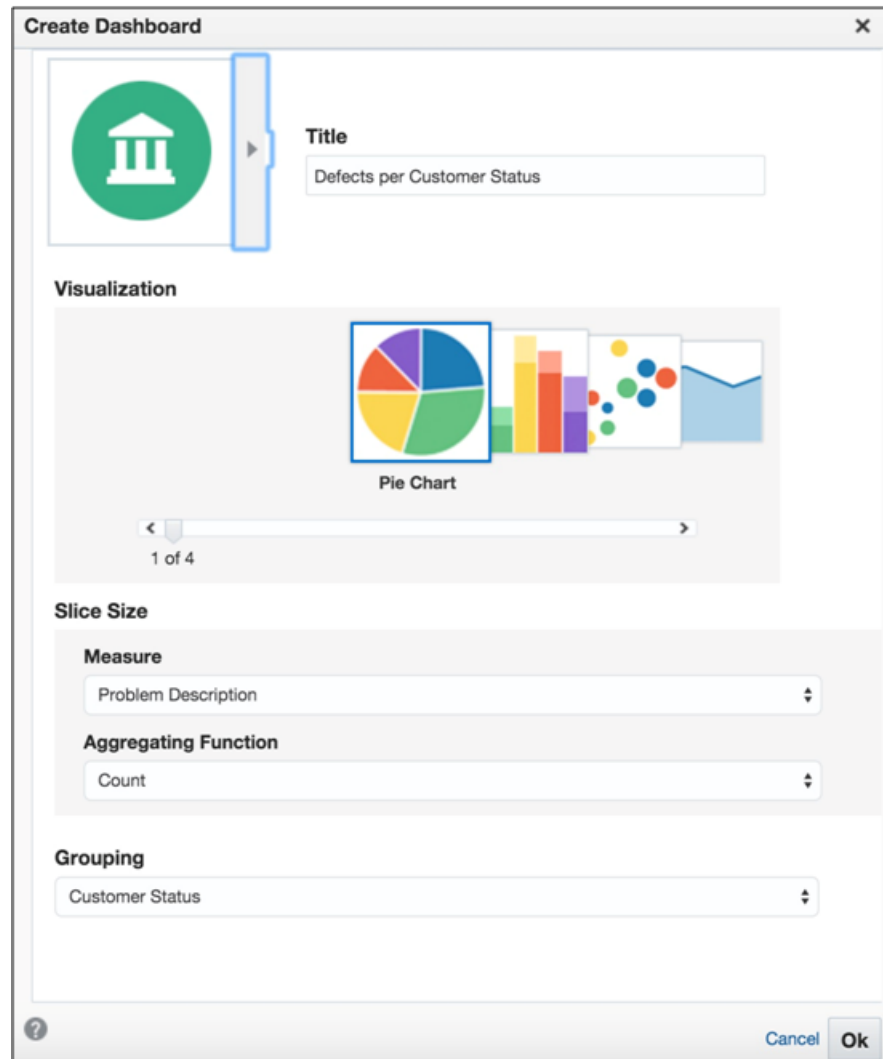 Create Dashboard
Title
Defects per Customer Status
Visualization
Pie Chart
1 of 4
Slice Size
Measure
Problem Description
Aggregating Function
Count
Grouping
Customer Status
Cancel Ok